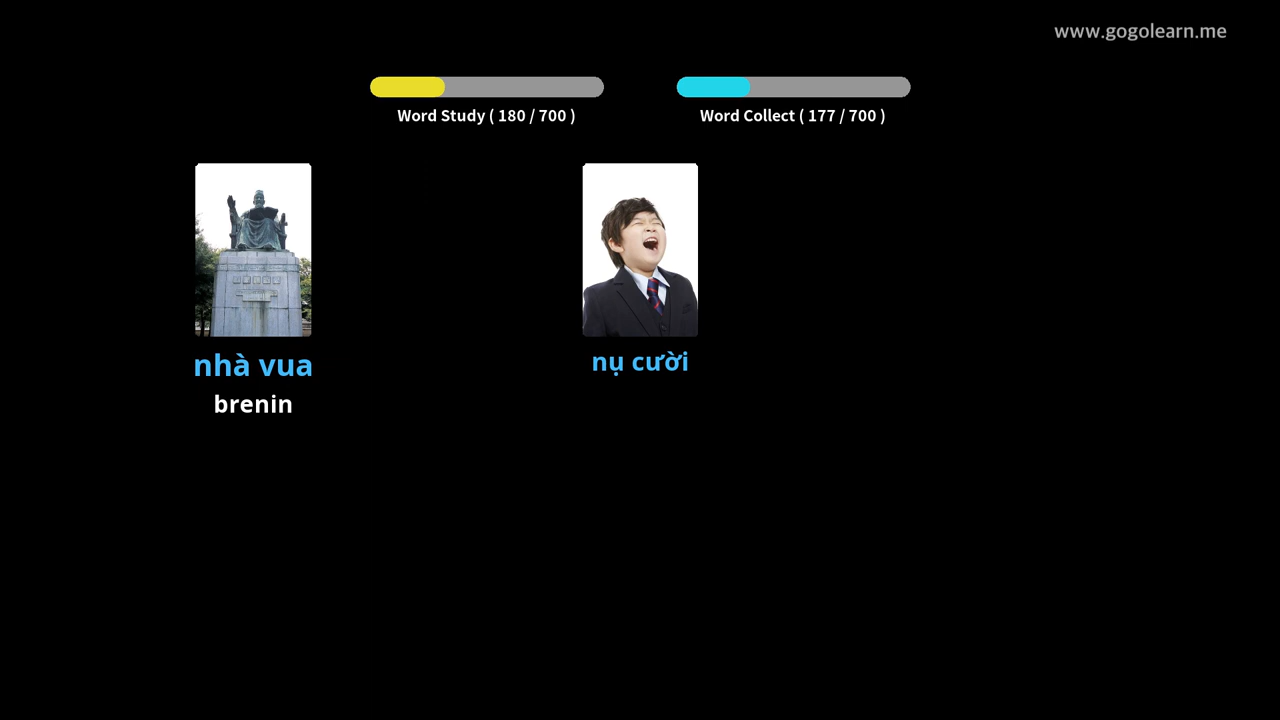 www.gogolearn.me
Word Study ( 180 / 700 )
Word Collect ( 177 / 700 )
nhà vua
brenin
nụ cười